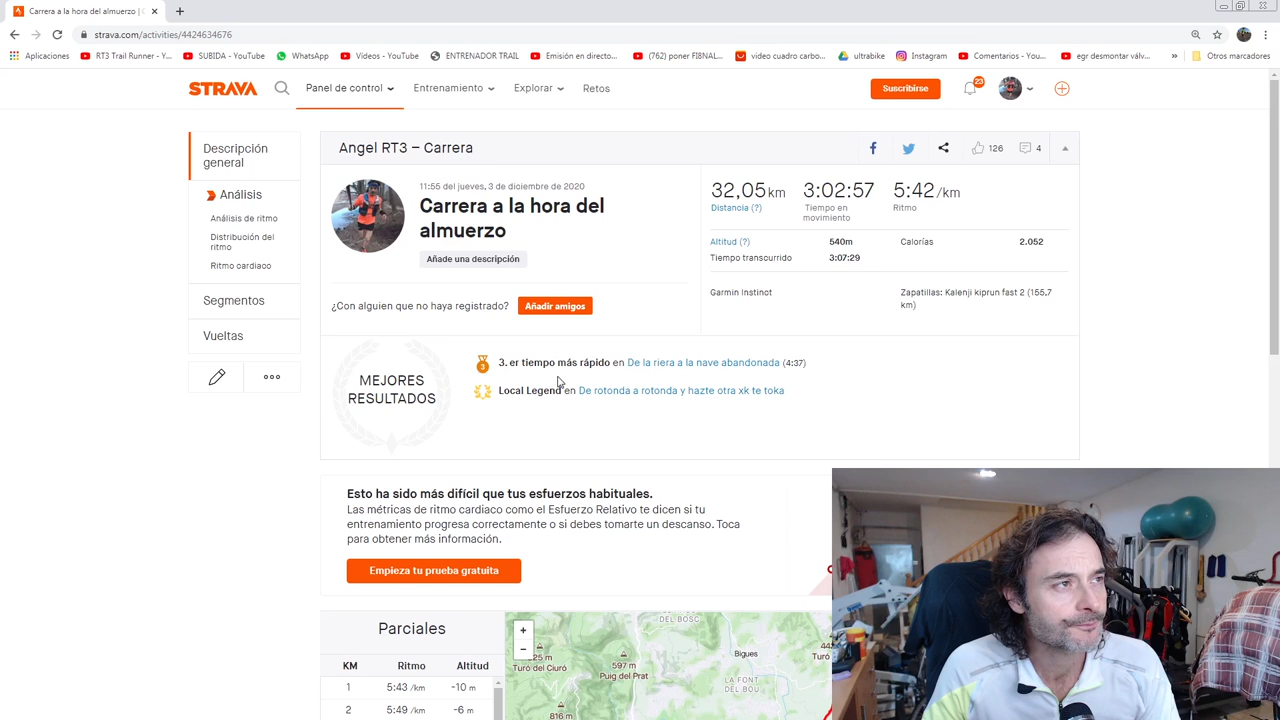 Carrera a la hora del almuerzo |
strava.com/activities/4424634676
Aplicaciones
RT3 Trail Runner - Y...
SUBIDA - YouTube
WhatsApp
Vídeos - YouTube
ENTRENADOR TRAIL
Emisión en directo...
(762) poner FI8NAL...
video cuadro carbo...
ultrabike
Instagram
Comentarios - You...
egr desmontar válv...
»
Otros marcadores
STRAVA
Panel de control
Entrenamiento
Explorar
Retos
Suscribirse
23
Descripción general
Análisis
Análisis de ritmo
Distribución del ritmo
Ritmo cardiaco
Segmentos
Vueltas
Angel RT3 – Carrera
126
4
11:55 del jueves, 3 de diciembre de 2020
Carrera a la hora del
almuerzo
Añade una descripción
¿Con alguien que no haya registrado?
Añadir amigos
32,05 km
Distancia (?)
3:02:57
Tiempo en
movimiento
5:42/km
Ritmo
Altitud (?)
540m
Calorías
2.052
Tiempo transcurrido
3:07:29
Garmin Instinct
Zapatillas: Kalenji kiprun fast 2 (155,7
km)
MEJORES
RESULTADOS
3
3. er tiempo más rápido en De la riera a la nave abandonada (4:37)
Local Legend en De rotonda a rotonda y hazte otra xk te toka
Esto ha sido más difícil que tus esfuerzos habituales.
Las métricas de ritmo cardiaco como el Esfuerzo Relativo te dicen si tu
entrenamiento progresa correctamente o si debes tomarte un descanso. Toca
para obtener más información.
Empieza tu prueba gratuita
Parciales
KM
Ritmo
Altitud
1
5:43 /km
-10 m
2
5:49 /km
-6 m
+
−
DEL BOSC
Turó del Ciuró
597 m
Puig del Prat
Bigues
LA FONT
DEL BOU
816 m
Turó